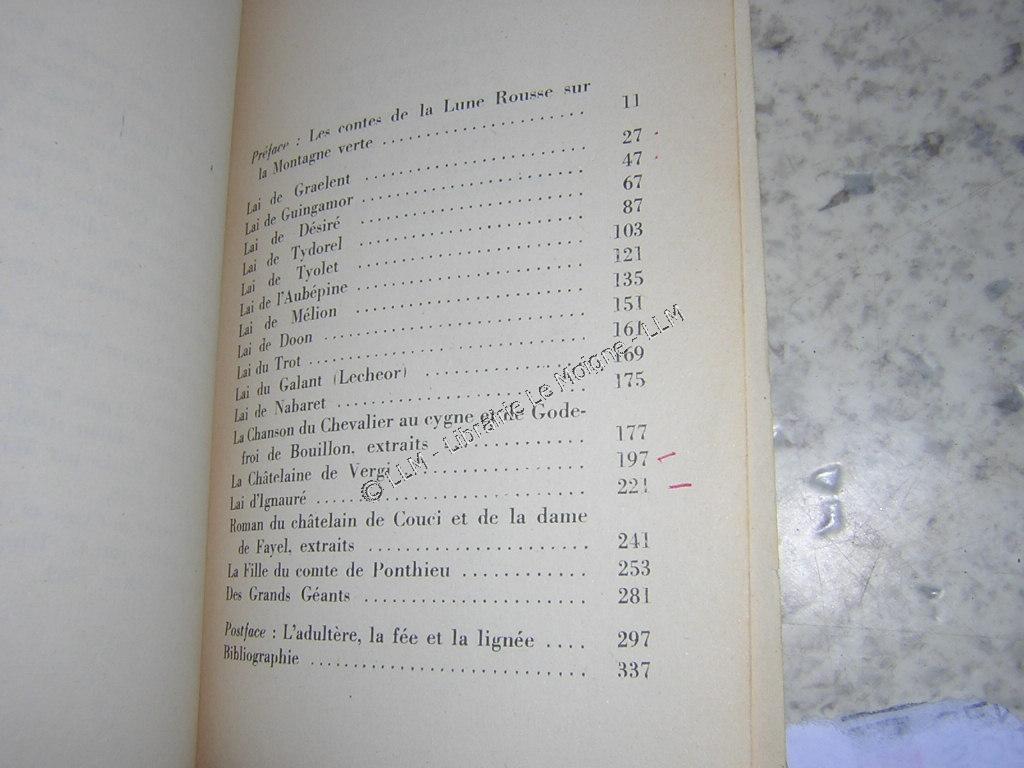 Préface : Les contes de la Lune Rousse sur
la Montagne verte .................... 11
Lai de Graelent .................... 27
Lai de Guingamor .................... 47
Lai de Désiré .................... 67
Lai de Tydorel .................... 87
Lai de Tyolet .................... 103
Lai de l'Aubépine .................... 121
Lai de Mélion .................... 135
Lai de Doon .................... 151
Lai du Trot .................... 161
Lai du Galant (Lecheor) .................... 169
Lai de Nabaret .................... 175
La Chanson du Chevalier au cygne et de Gode-
froi de Bouillon, extraits .................... 177
La Châtelaine de Vergi .................... 197
Lai d'Ignauré .................... 221
Roman du châtelain de Couci et de la dame
de Fayel, extraits .................... 241
La Fille du comte de Ponthieu ............ 253
Des Grands Géants .................... 281
Postface : L'adultère, la fée et la lignée .... 297
Bibliographie .................... 337
© LLM - Librairie Le Moigne - LLM